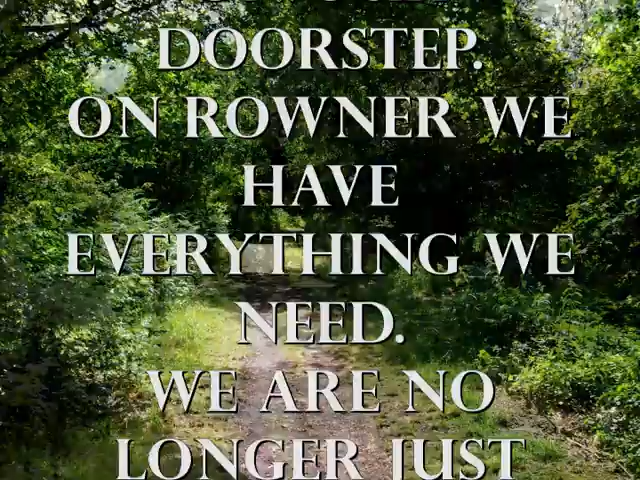 DOORSTEP.
ON ROWNER WE
HAVE
EVERYTHING WE
NEED.
WE ARE NO
LONGER JUST